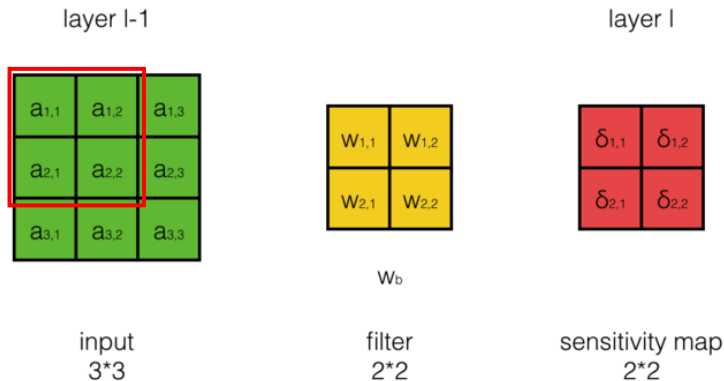 layer l-1
layer l
a1,1 a1,2 a1,3
a2,1 a2,2 a2,3
a3,1 a3,2 a3,3
w1,1 w1,2
w2,1 w2,2
δ1,1 δ1,2
δ2,1 δ2,2
wb
input
3*3
filter
2*2
sensitivity map
2*2